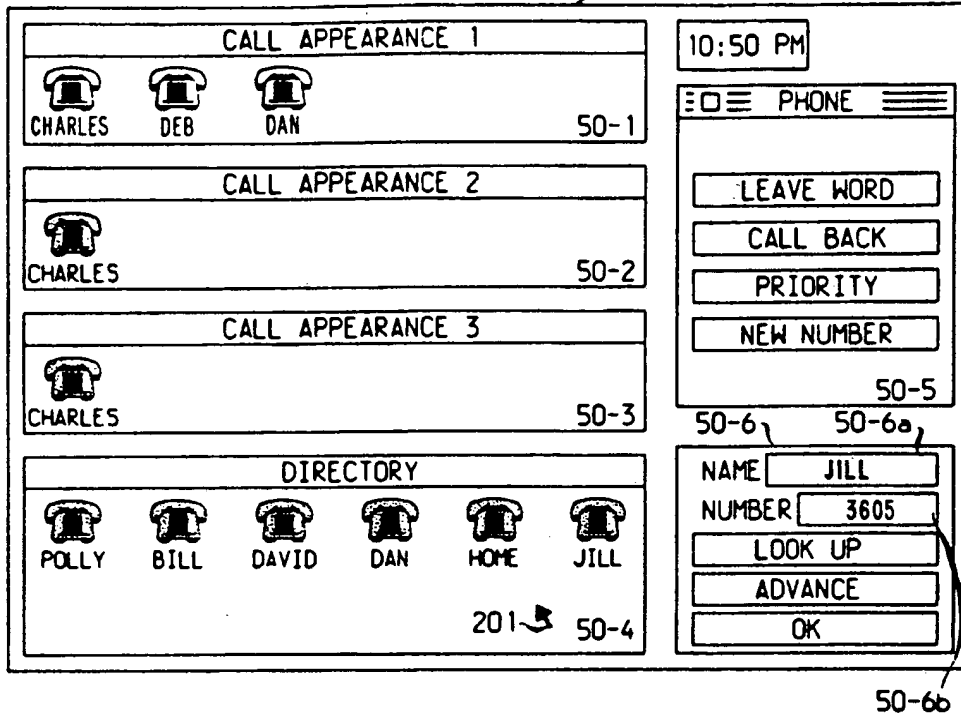 CALL APPEARANCE 1
CHARLES DEB DAN
50-1
CALL APPEARANCE 2
CHARLES
50-2
CALL APPEARANCE 3
CHARLES
50-3
DIRECTORY
POLLY BILL DAVID DAN HOME JILL
201 50-4
10:50 PM
PHONE
LEAVE WORD
CALL BACK
PRIORITY
NEW NUMBER
50-5
50-6 50-6a
NAME JILL
NUMBER 3605
LOOK UP
ADVANCE
OK
50-6b